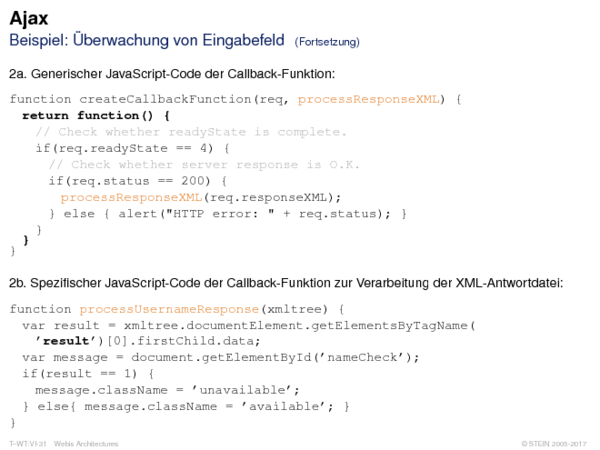 Ajax
Beispiel: Überwachung von Eingabefeld (Fortsetzung)
2a. Generischer JavaScript-Code der Callback-Funktion:
function createCallbackFunction(req, processResponseXML) {
return function() {
// Check whether readyState is complete.
if(req.readyState == 4) {
// Check whether server response is O.K.
if(req.status == 200) {
processResponseXML(req.responseXML);
} else { alert("HTTP error: " + req.status); }
}
}
}
2b. Spezifischer JavaScript-Code der Callback-Funktion zur Verarbeitung der XML-Antwortdatei:
function processUsernameResponse(xmltree) {
var result = xmltree.documentElement.getElementsByTagName(
’result’)[0].firstChild.data;
var message = document.getElementById(’nameCheck’);
if(result == 1) {
message.className = ’unavailable’;
} else{ message.className = ’available’; }
}
T–WT:VI-31 Webis Architectures © STEIN 2005-2017